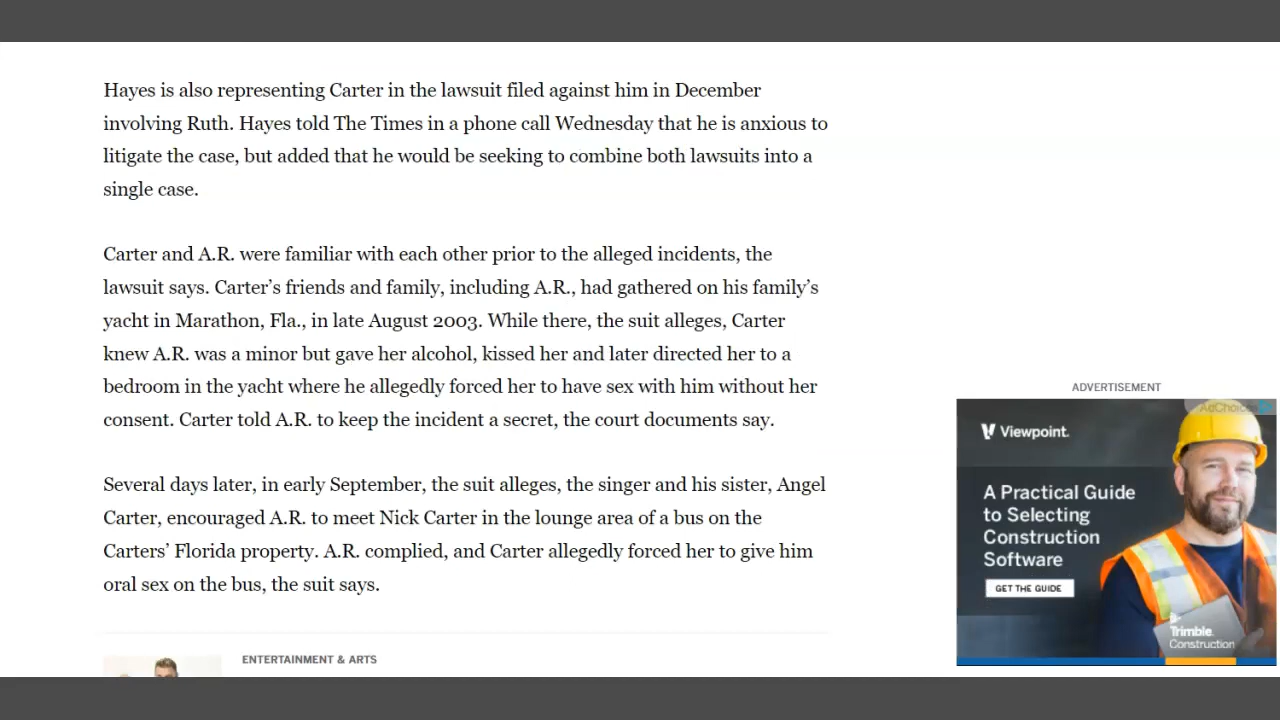 Hayes is also representing Carter in the lawsuit filed against him in December
involving Ruth. Hayes told The Times in a phone call Wednesday that he is anxious to
litigate the case, but added that he would be seeking to combine both lawsuits into a
single case.
Carter and A.R. were familiar with each other prior to the alleged incidents, the
lawsuit says. Carter’s friends and family, including A.R., had gathered on his family’s
yacht in Marathon, Fla., in late August 2003. While there, the suit alleges, Carter
knew A.R. was a minor but gave her alcohol, kissed her and later directed her to a
bedroom in the yacht where he allegedly forced her to have sex with him without her
consent. Carter told A.R. to keep the incident a secret, the court documents say.
Several days later, in early September, the suit alleges, the singer and his sister, Angel
Carter, encouraged A.R. to meet Nick Carter in the lounge area of a bus on the
Carters’ Florida property. A.R. complied, and Carter allegedly forced her to give him
oral sex on the bus, the suit says.
ENTERTAINMENT & ARTS
ADVERTISEMENT
AdChoices
Viewpoint.
A Practical Guide
to Selecting
Construction
Software
GET THE GUIDE
Trimble
Construction